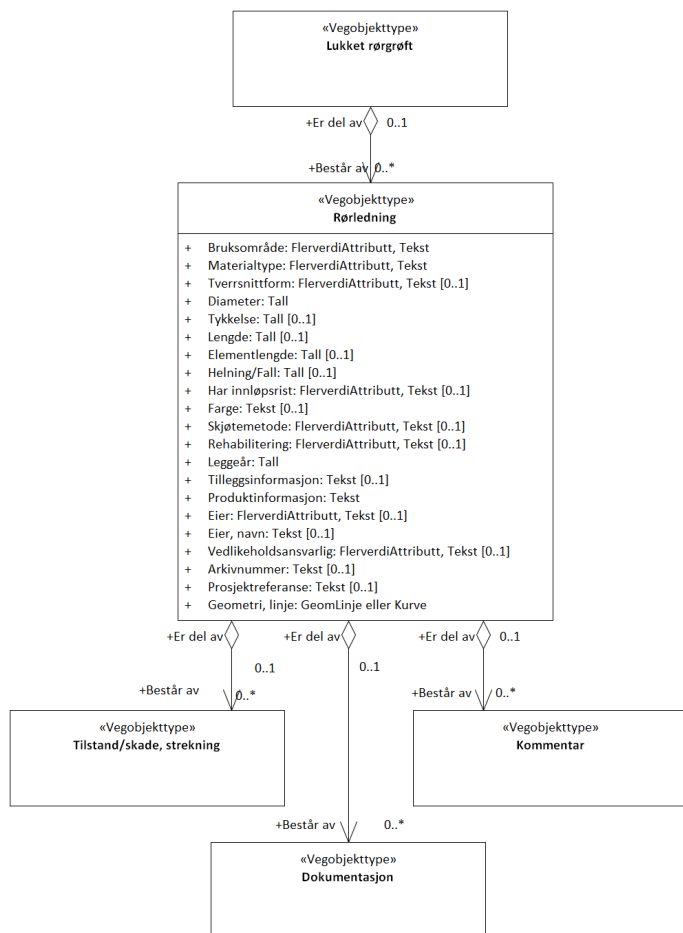 «Vegobjekttype»
Lukket rørgrøft
+Er del av 0..1
+Består av 0..*
«Vegobjekttype»
Rørledning
+ Bruksområde: FlerverdiAttributt, Tekst
+ Materialtype: FlerverdiAttributt, Tekst
+ Tverrsnittform: FlerverdiAttributt, Tekst [0..1]
+ Diameter: Tall
+ Tykkelse: Tall [0..1]
+ Lengde: Tall [0..1]
+ Elementlengde: Tall [0..1]
+ Helning/Fall: Tall [0..1]
+ Har innløpsrist: FlerverdiAttributt, Tekst [0..1]
+ Farge: Tekst [0..1]
+ Skjøtemetode: FlerverdiAttributt, Tekst [0..1]
+ Rehabilitering: FlerverdiAttributt, Tekst [0..1]
+ Leggeår: Tall
+ Tilleggsinformasjon: Tekst [0..1]
+ Produktinformasjon: Tekst
+ Eier: FlerverdiAttributt, Tekst [0..1]
+ Eier, navn: Tekst [0..1]
+ Vedlikeholdsansvarlig: FlerverdiAttributt, Tekst [0..1]
+ Arkivnummer: Tekst [0..1]
+ Prosjektreferanse: Tekst [0..1]
+ Geometri, linje: GeomLinje eller Kurve
+Er del av +Er del av +Er del av 0..1
0..1 0..1
+Består av 0..* +Består av 0..*
«Vegobjekttype»
Tilstand/skade, strekning
«Vegobjekttype»
Kommentar
+Består av 0..*
«Vegobjekttype»
Dokumentasjon